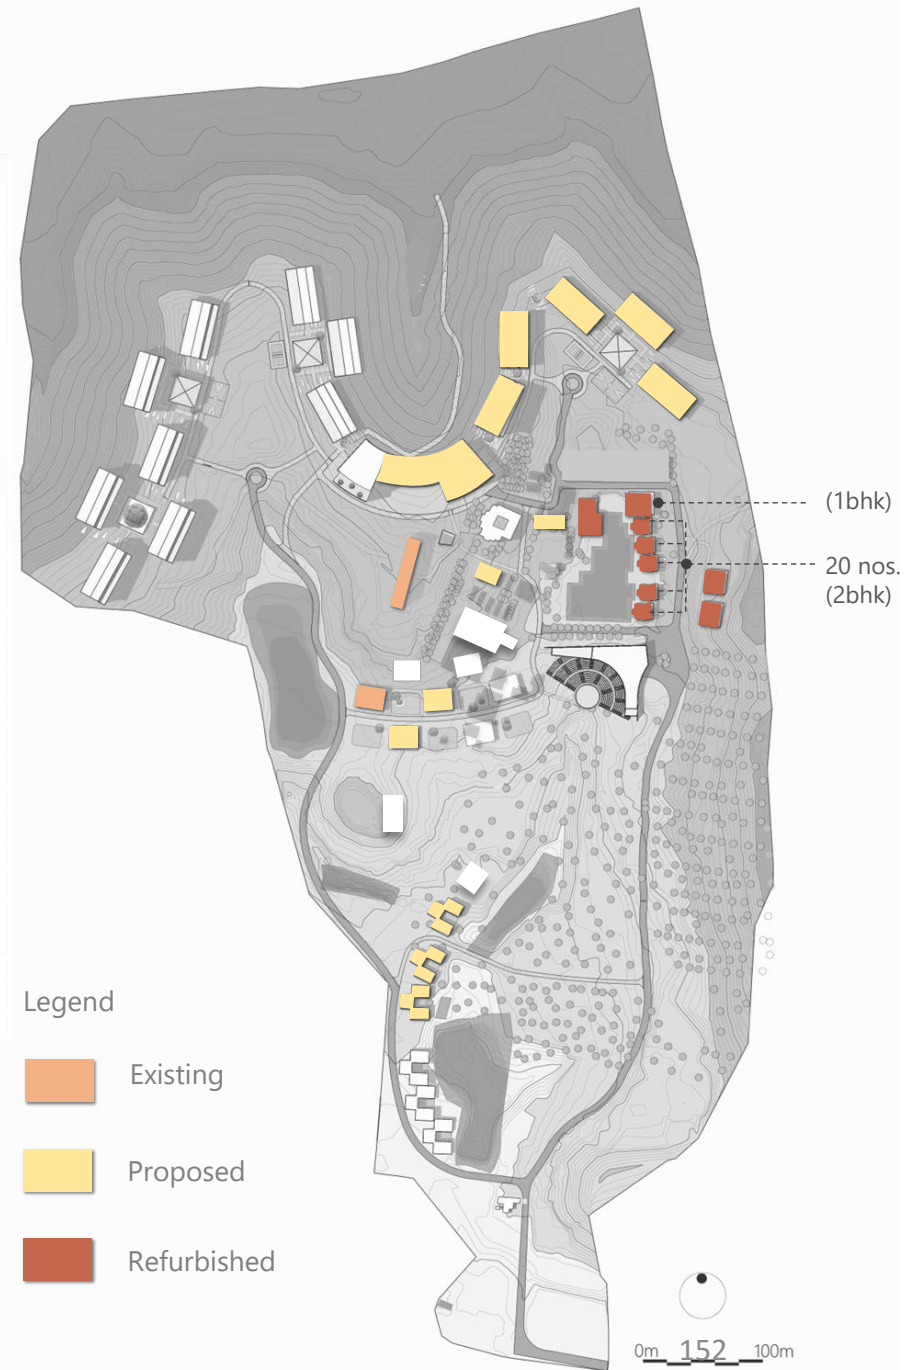 (1bhk)
20 nos.
(2bhk)
Legend
Existing
Proposed
Refurbished
0m 152 100m